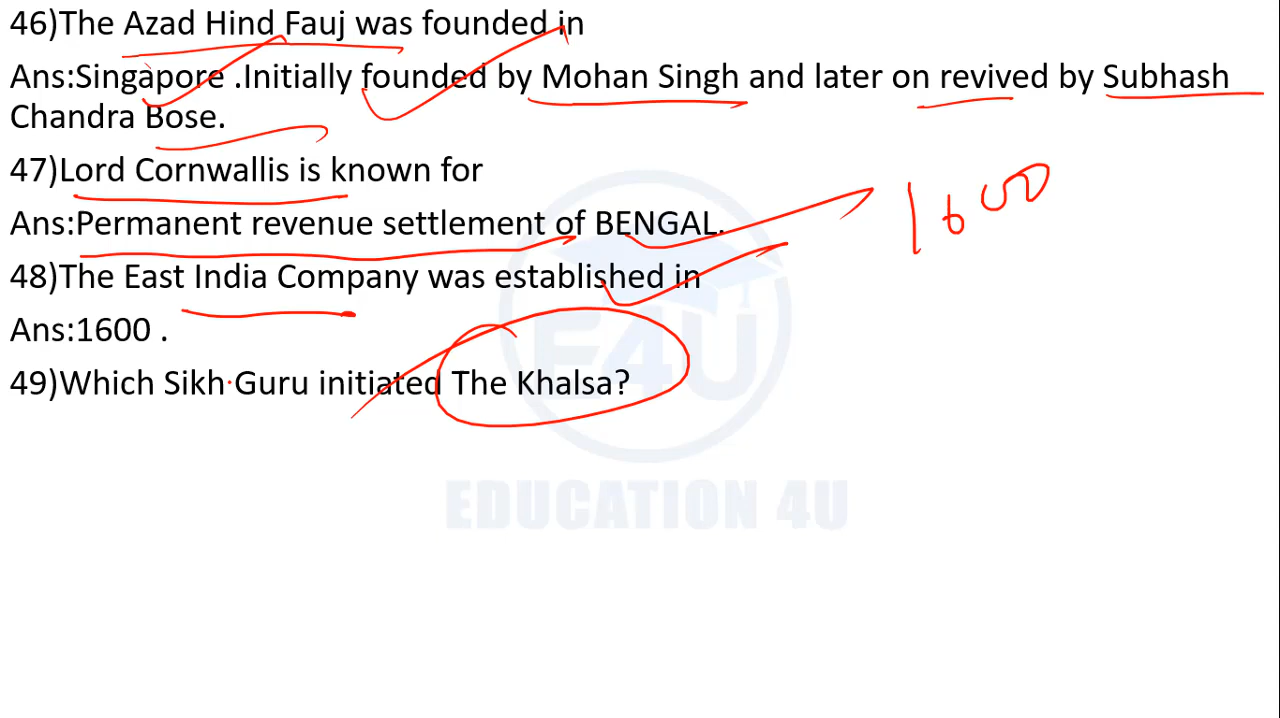 46)The Azad Hind Fauj was founded in
Ans:Singapore .Initially founded by Mohan Singh and later on revived by Subhash
Chandra Bose.
47)Lord Cornwallis is known for
Ans:Permanent revenue settlement of BENGAL.
1600
48)The East India Company was established in
Ans:1600 .
49)Which Sikh Guru initiated The Khalsa?
E4U
EDUCATION 4U